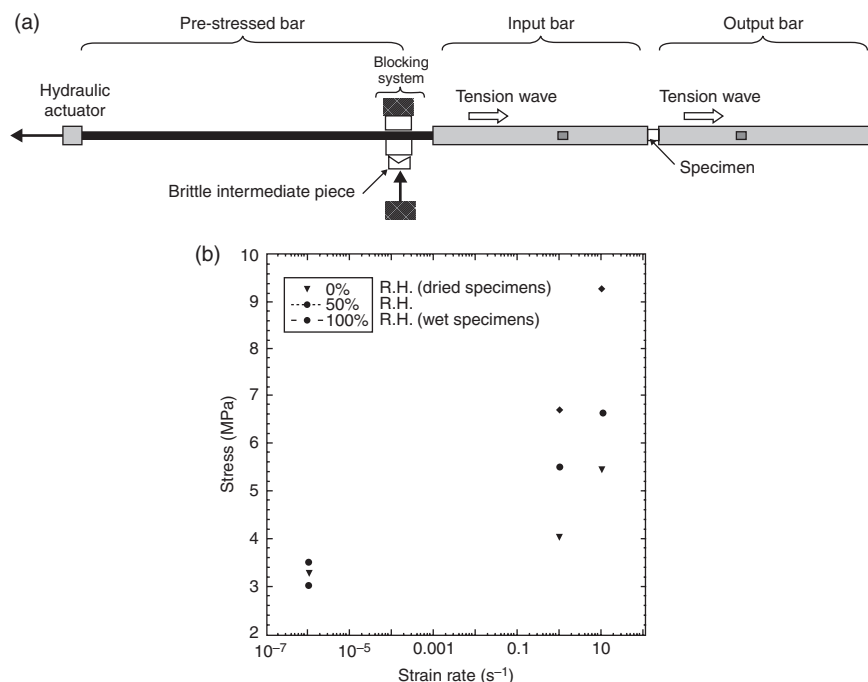 (a)
Pre-stressed bar
Input bar
Output bar
Blocking
system
Hydraulic
actuator
Tension wave
Tension wave
Brittle intermediate piece
Specimen
(b)
10
9
8
7
6
5
4
3
2
Stress (MPa)
0% R.H. (dried specimens)
50% R.H.
100% R.H. (wet specimens)
10⁻⁷
10⁻⁵
0.001
0.1
10
Strain rate (s⁻¹)